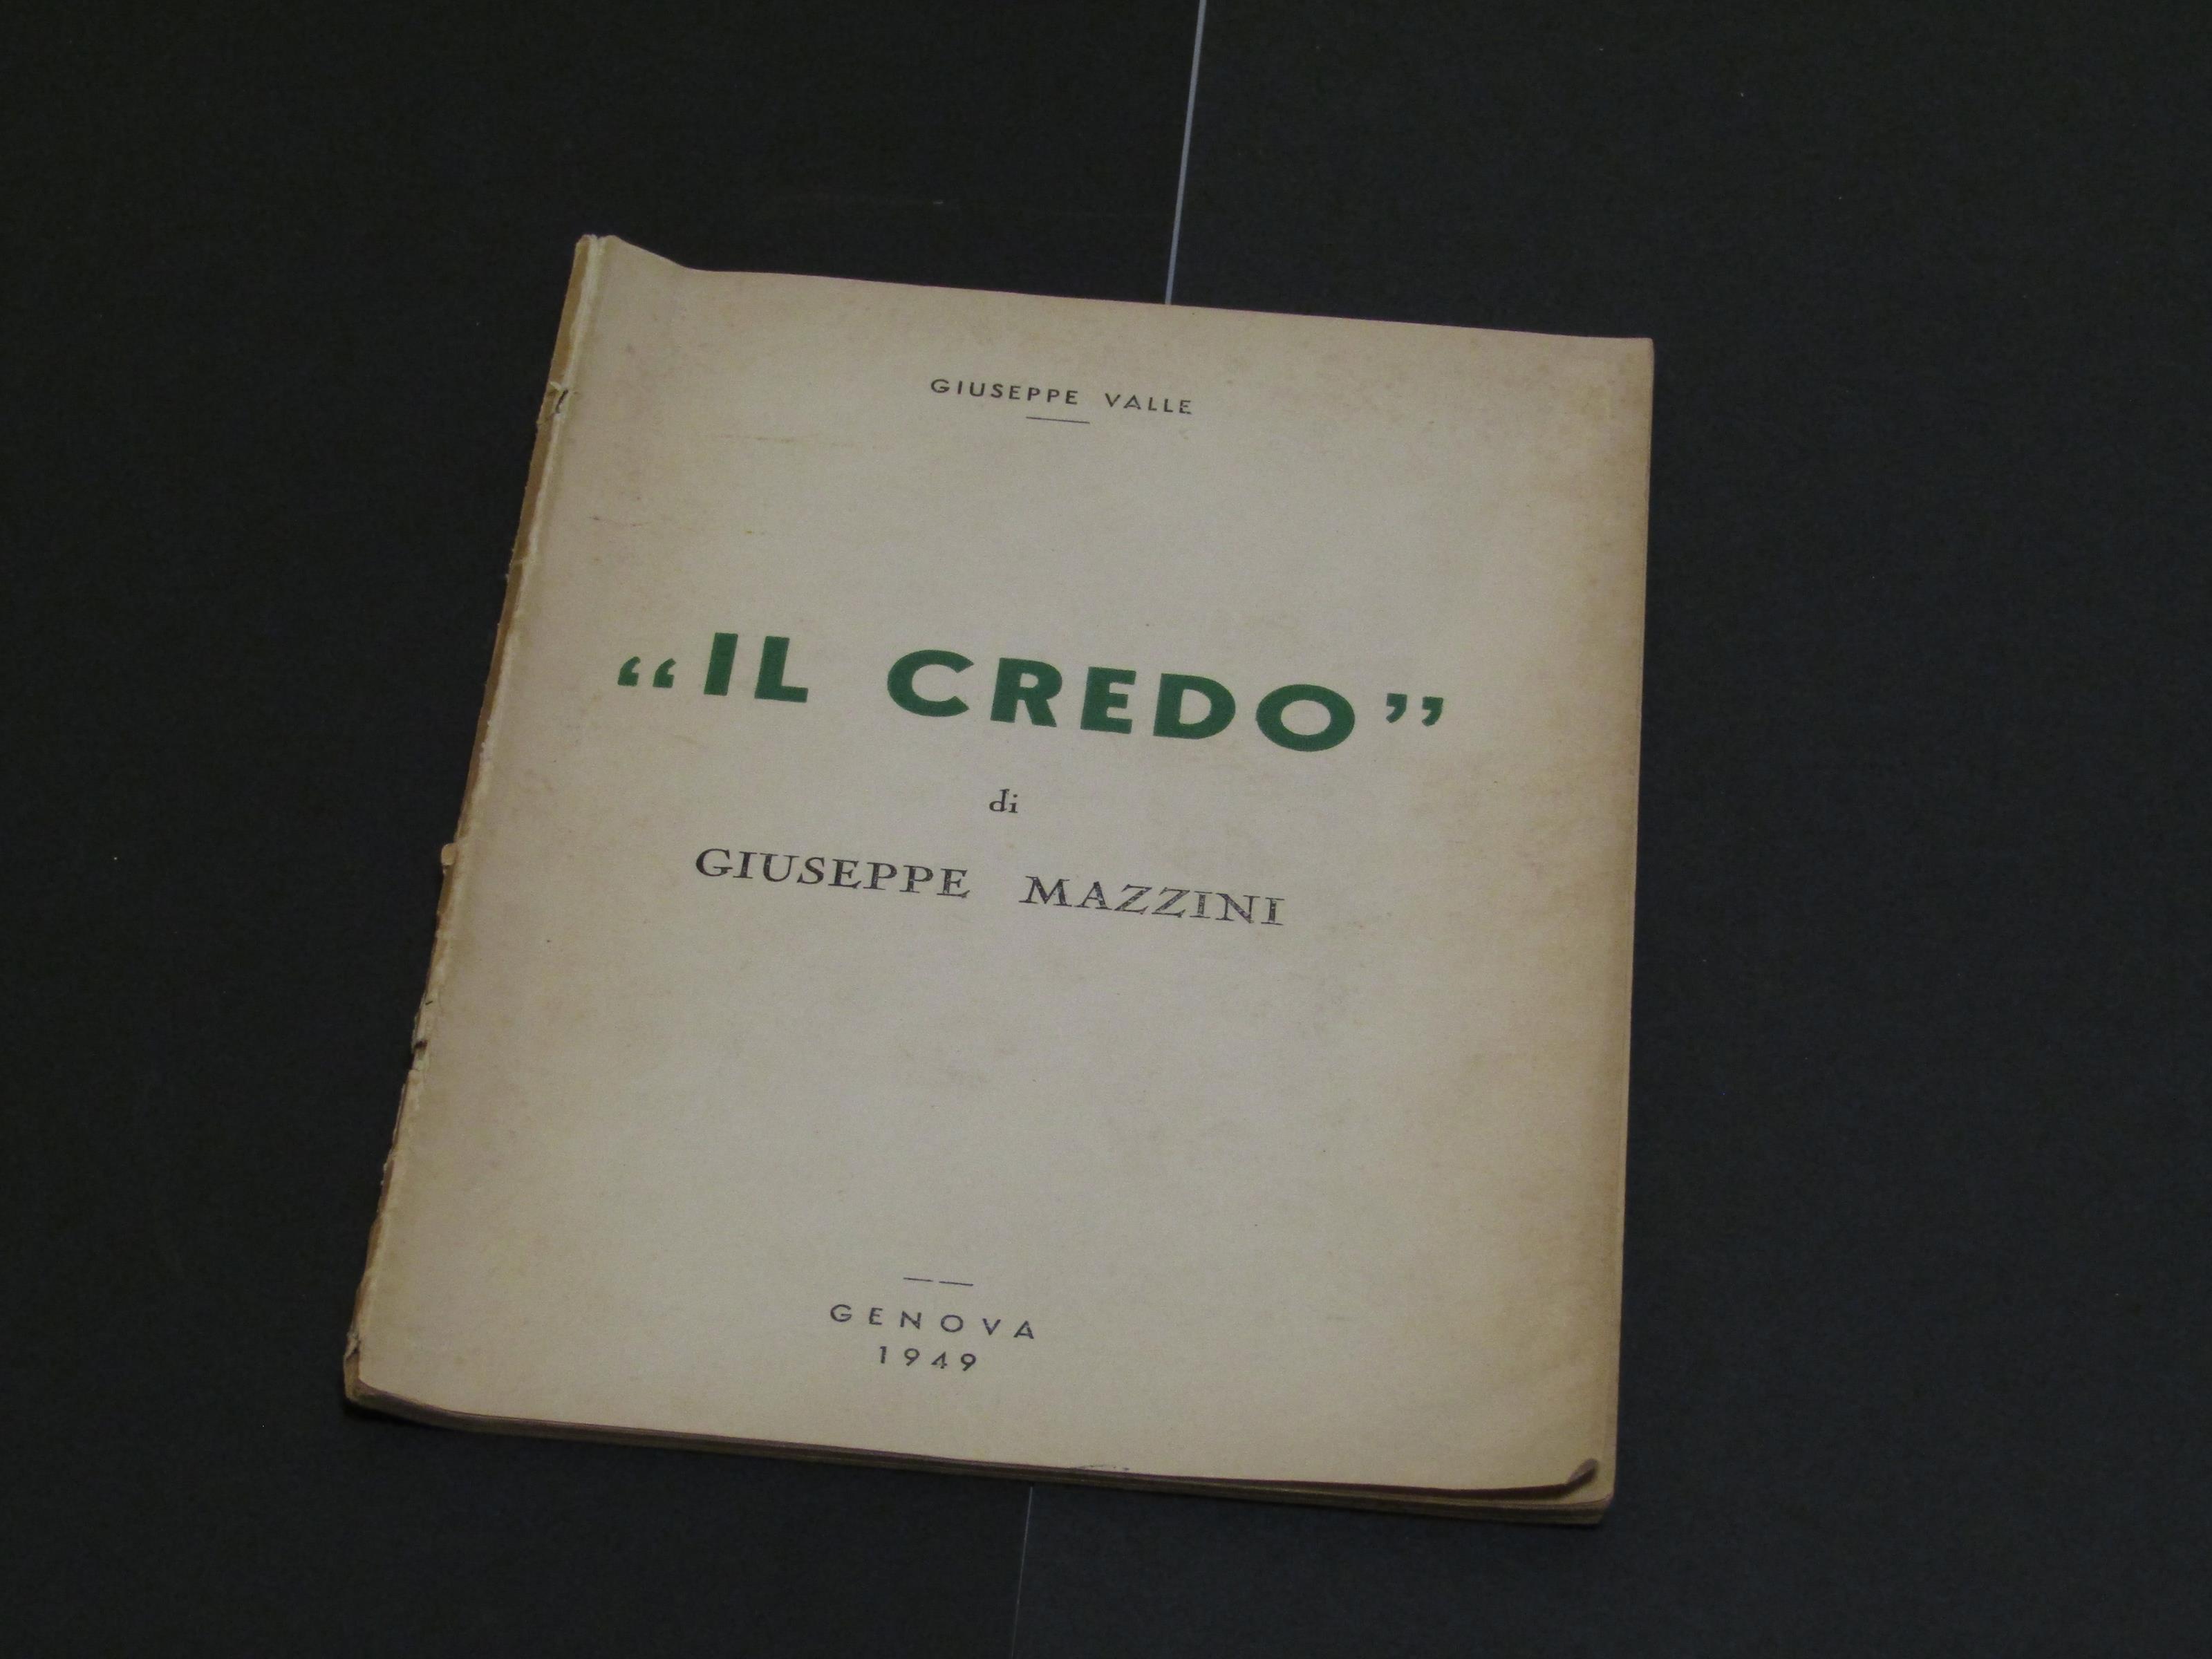 GIUSEPPE VALLE
“IL CREDO”
di
GIUSEPPE MAZZINI
GENOVA
1949